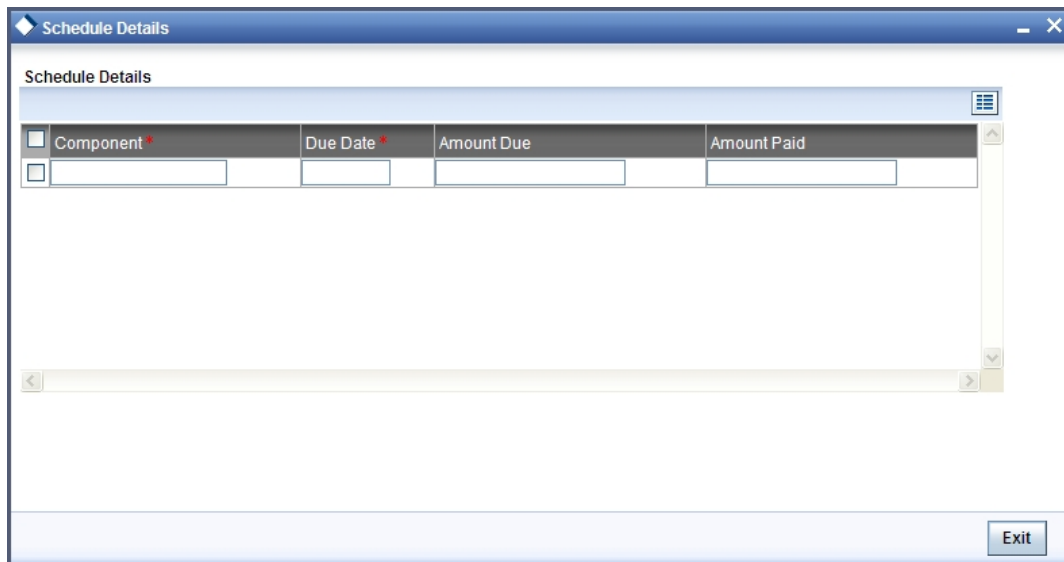 Schedule Details
Schedule Details
Component * Due Date * Amount Due Amount Paid
Exit